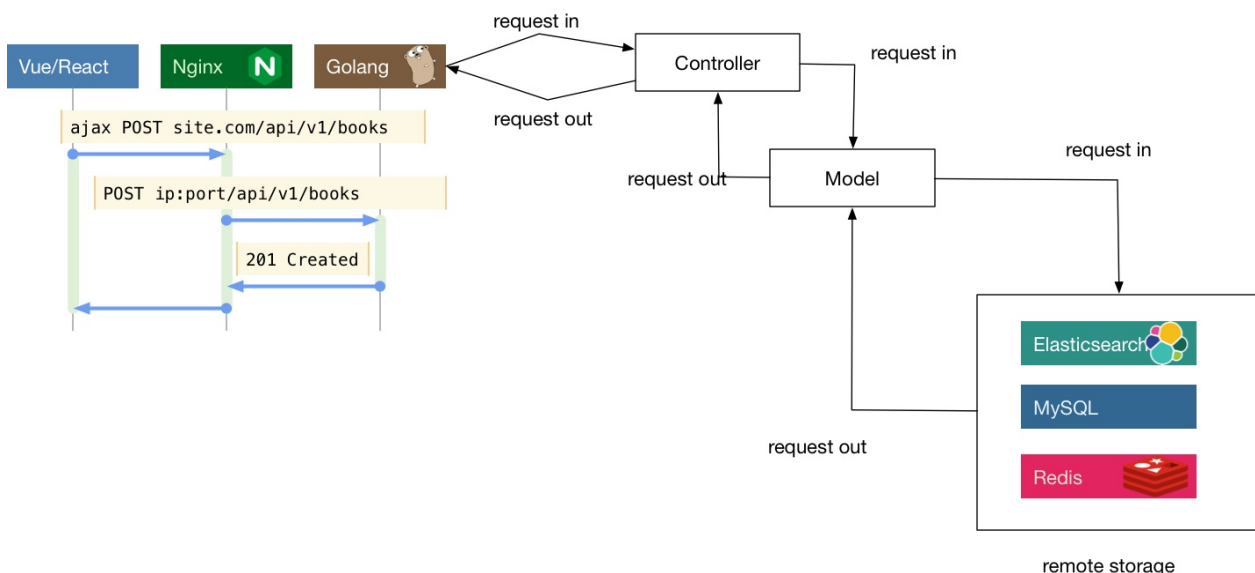 request in
Vue/React
Nginx
N
Golang
Controller
request in
request out
ajax POST site.com/api/v1/books
Model
request in
request out
POST ip:port/api/v1/books
201 Created
Elasticsearch
MySQL
request out
Redis
remote storage